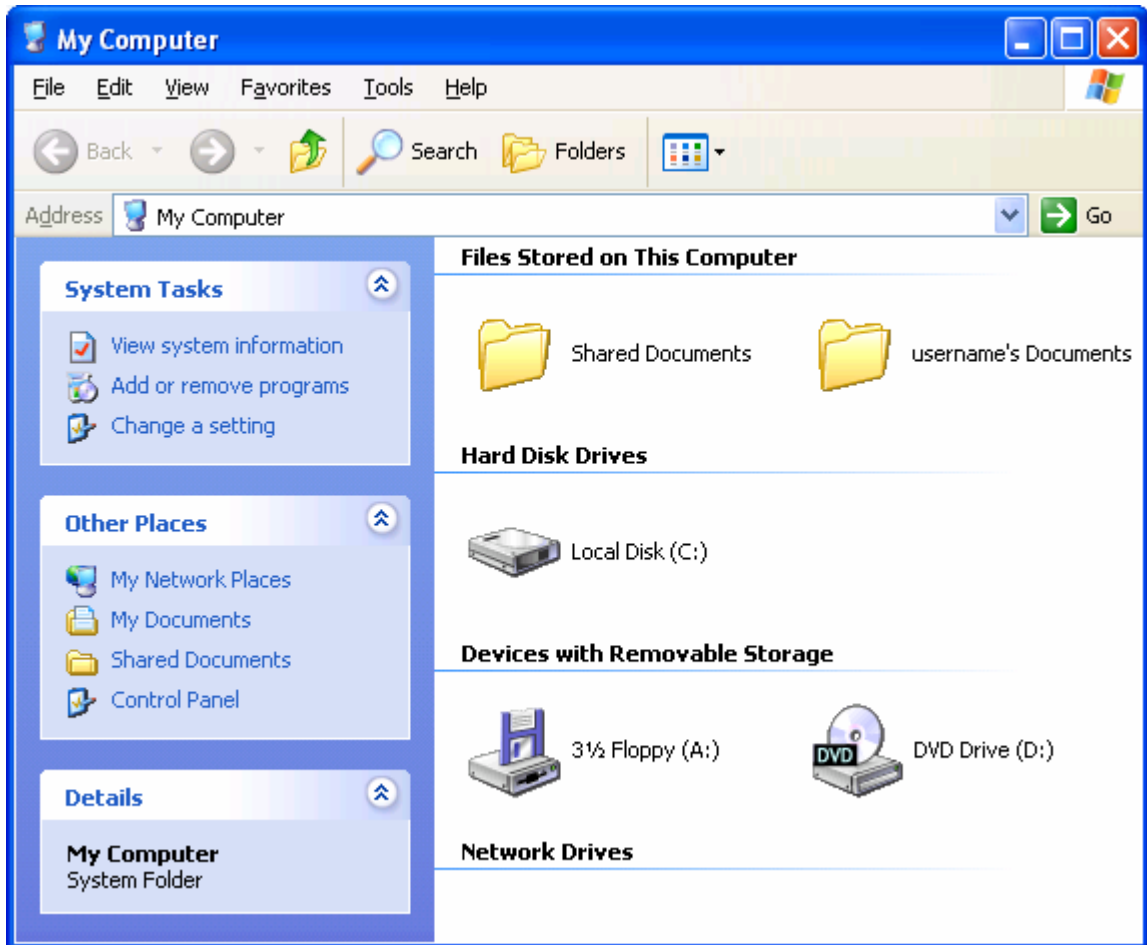 My Computer
File Edit View Favorites Tools Help
Back Search Folders
Address My Computer Go
System Tasks
View system information
Add or remove programs
Change a setting
Other Places
My Network Places
My Documents
Shared Documents
Control Panel
Details
My Computer
System Folder
Files Stored on This Computer
Shared Documents username's Documents
Hard Disk Drives
Local Disk (C:)
Devices with Removable Storage
3½ Floppy (A:) DVD DVD Drive (D:)
Network Drives